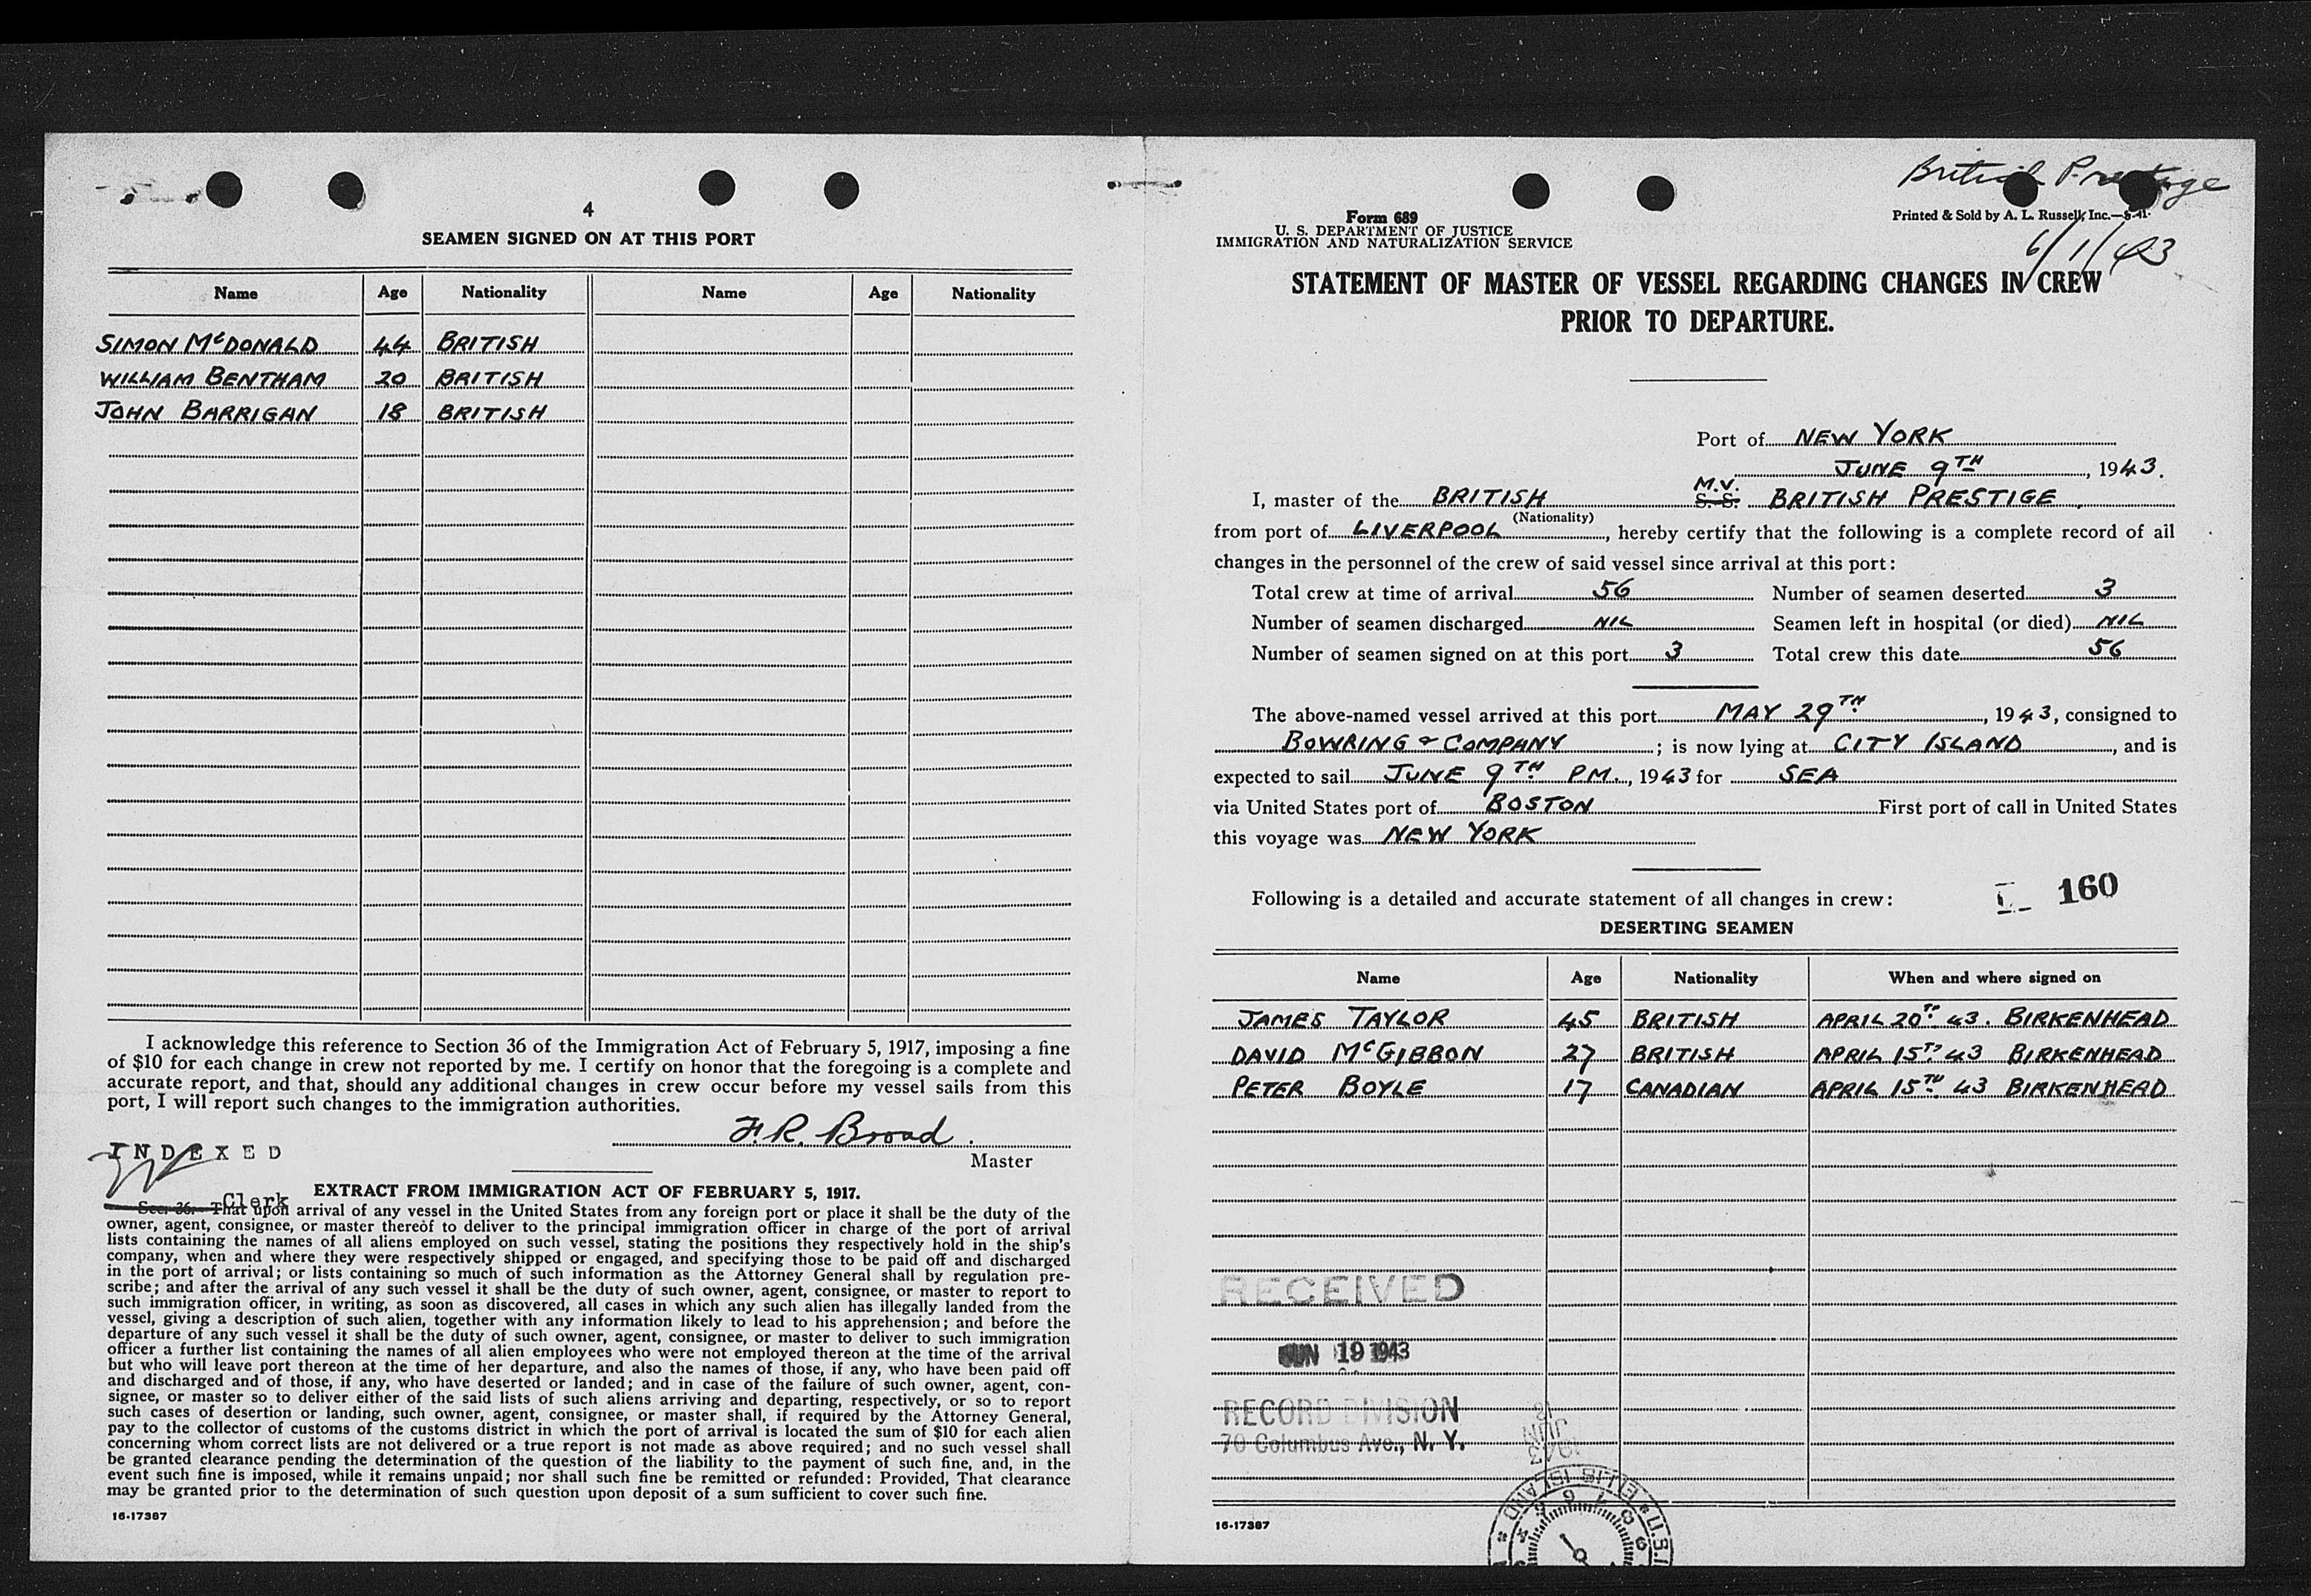 4
SEAMEN SIGNED ON AT THIS PORT
Name Age Nationality Name Age Nationality
SIMON McDONALD 44 BRITISH
WILLIAM BENTHAM 20 BRITISH
JOHN BARRIGAN 18 BRITISH
I acknowledge this reference to Section 36 of the Immigration Act of February 5, 1917, imposing a fine
of $10 for each change in crew not reported by me. I certify on honor that the foregoing is a complete and
accurate report, and that, should any additional changes in crew occur before my vessel sails from this
port, I will report such changes to the immigration authorities.
F.R. Broad.
Master
INDEXED
Clerk
EXTRACT FROM IMMIGRATION ACT OF FEBRUARY 5, 1917.
Sec. 36. That upon arrival of any vessel in the United States from any foreign port or place it shall be the duty of the
owner, agent, consignee, or master thereof to deliver to the principal immigration officer in charge of the port of arrival
lists containing the names of all aliens employed on such vessel, stating the positions they respectively hold in the ship's
company, when and where they were respectively shipped or engaged, and specifying those to be paid off and discharged
in the port of arrival; or lists containing so much of such information as the Attorney General shall by regulation pre-
scribe; and after the arrival of any such vessel it shall be the duty of such owner, agent, consignee, or master to report to
such immigration officer, in writing, as soon as discovered, all cases in which any such alien has illegally landed from the
vessel, giving a description of such alien, together with any information likely to lead to his apprehension; and before the
departure of any such vessel it shall be the duty of such owner, agent, consignee, or master to deliver to such immigration
officer a further list containing the names of all alien employees who were not employed thereon at the time of the arrival
but who will leave port thereon at the time of her departure, and also the names of those, if any, who have been paid off
and discharged and of those, if any, who have deserted or landed; and in case of the failure of such owner, agent, con-
signee, or master so to deliver either of the said lists of such aliens arriving and departing, respectively, or so to report
such cases of desertion or landing, such owner, agent, consignee, or master shall, if required by the Attorney General,
pay to the collector of customs of the customs district in which the port of arrival is located the sum of $10 for each alien
concerning whom correct lists are not delivered or a true report is not made as above required; and no such vessel shall
be granted clearance pending the determination of the question of the liability to the payment of such fine, and, in the
event such fine is imposed, while it remains unpaid; nor shall such fine be remitted or refunded: Provided, That clearance
may be granted prior to the determination of such question upon deposit of a sum sufficient to cover such fine.
16-17387
British Prestige
Form 689
U. S. DEPARTMENT OF JUSTICE
IMMIGRATION AND NATURALIZATION SERVICE
Printed & Sold by A. L. Russell, Inc.—8-41
6/1/43
STATEMENT OF MASTER OF VESSEL REGARDING CHANGES IN CREW
PRIOR TO DEPARTURE.
Port of NEW YORK
JUNE 9TH, 1943.
I, master of the BRITISH M.V. S. S. BRITISH PRESTIGE
(Nationality)
from port of LIVERPOOL, hereby certify that the following is a complete record of all
changes in the personnel of the crew of said vessel since arrival at this port:
Total crew at time of arrival 56 Number of seamen deserted 3
Number of seamen discharged NIL Seamen left in hospital (or died) NIL
Number of seamen signed on at this port 3 Total crew this date 56
The above-named vessel arrived at this port MAY 29TH, 1943, consigned to
BOWRING & COMPANY; is now lying at CITY ISLAND, and is
expected to sail JUNE 9TH PM., 1943 for SEA
via United States port of BOSTON First port of call in United States
this voyage was NEW YORK
Following is a detailed and accurate statement of all changes in crew:
160
DESERTING SEAMEN
Name Age Nationality When and where signed on
JAMES TAYLOR 45 BRITISH APRIL 20TH 43. BIRKENHEAD
DAVID McGIBBON 27 BRITISH APRIL 15TH 43 BIRKENHEAD
PETER BOYLE 17 CANADIAN APRIL 15TH 43 BIRKENHEAD
RECEIVED
JUN 19 1943
RECORD DIVISION
70 Columbus Ave., N. Y.
JUN
1943
ELLIS ISLAND
16-17387